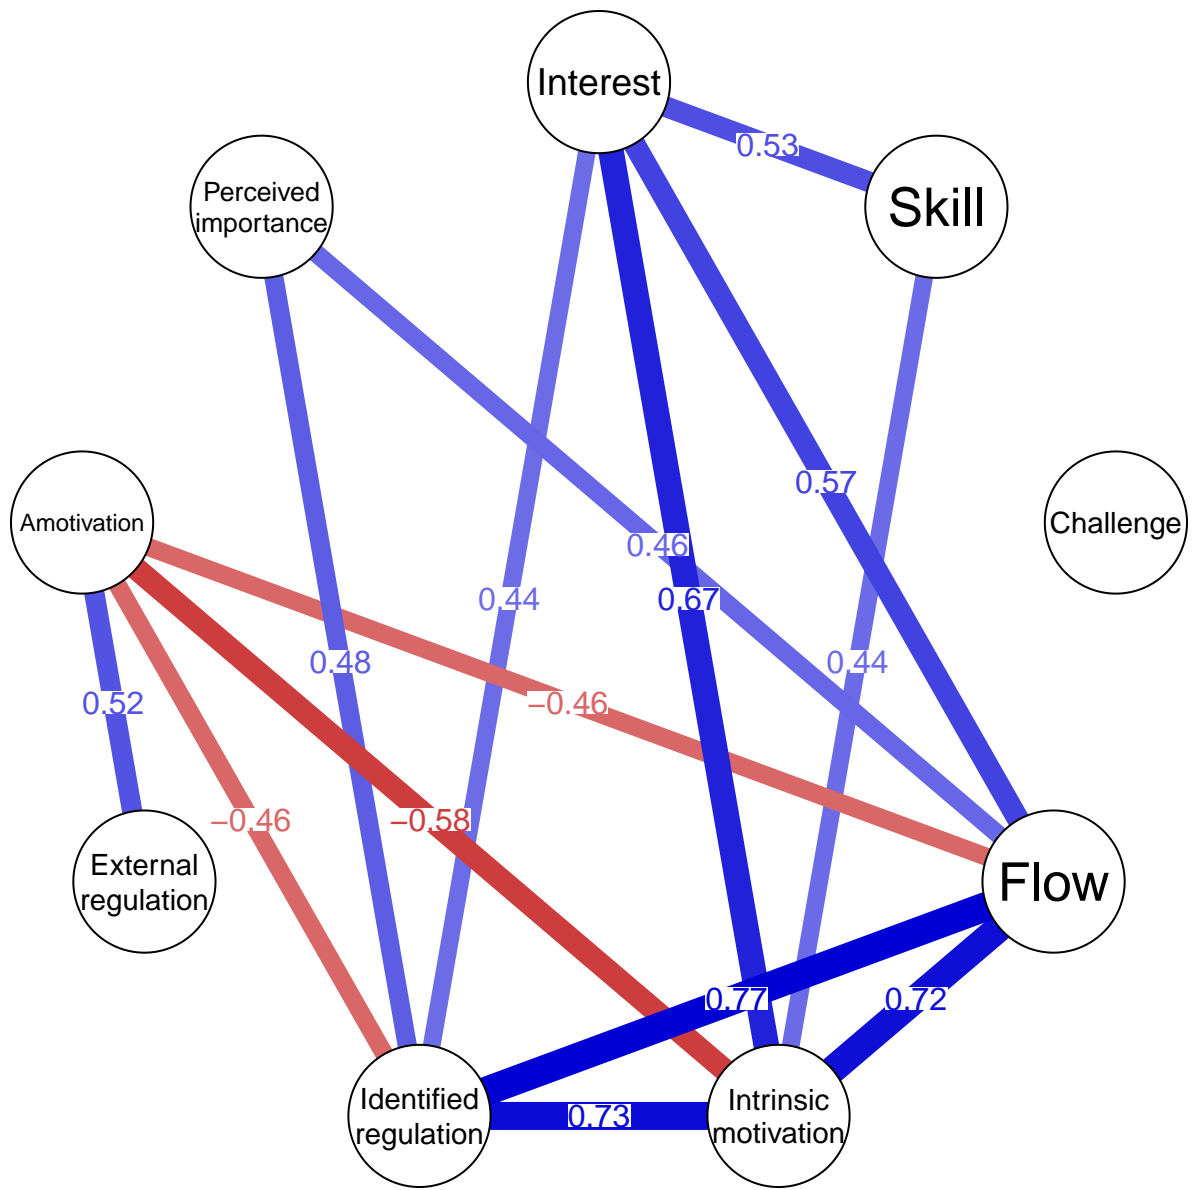 Interest
0.53
Perceived
importance
Skill
0.57
Amotivation
Challenge
0.46
0.44
0.67
0.48
0.44
0.52
−0.46
−0.46
−0.58
External
regulation
Flow
0.77
0.72
Identified
regulation
0.73
Intrinsic
motivation